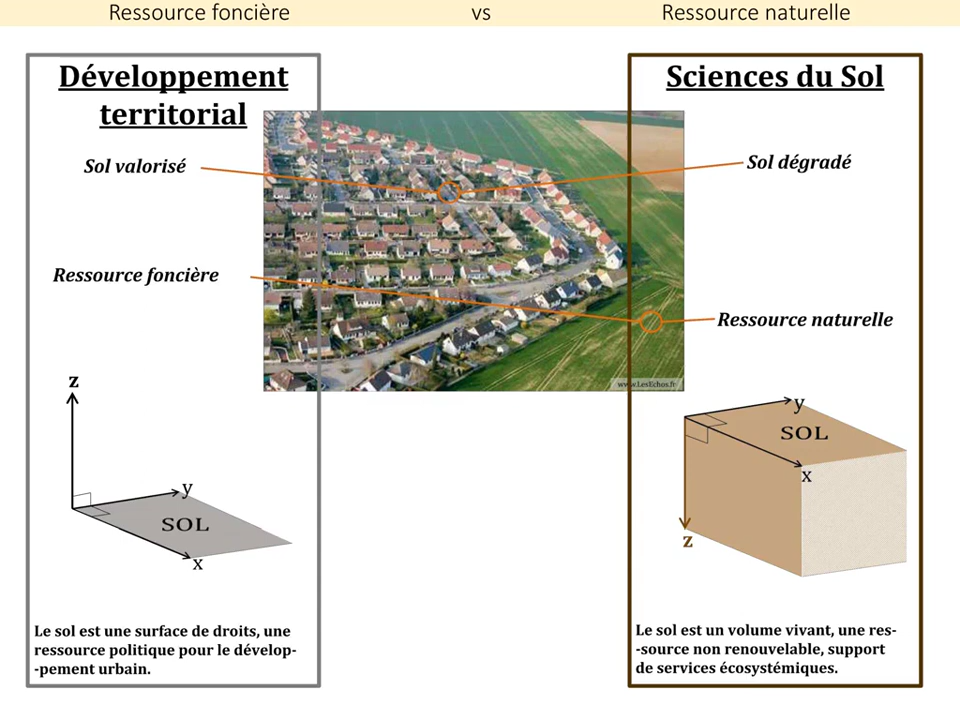 Ressource foncière vs Ressource naturelle
Développement
territorial
Sol valorisé
Ressource foncière
z
y
SOL
x
Le sol est une surface de droits, une
ressource politique pour le dévelop-
-pement urbain.
www.LesEchos.fr
Sciences du Sol
Sol dégradé
Ressource naturelle
y
SOL
x
z
Le sol est un volume vivant, une res-
-source non renouvelable, support
de services écosystémiques.